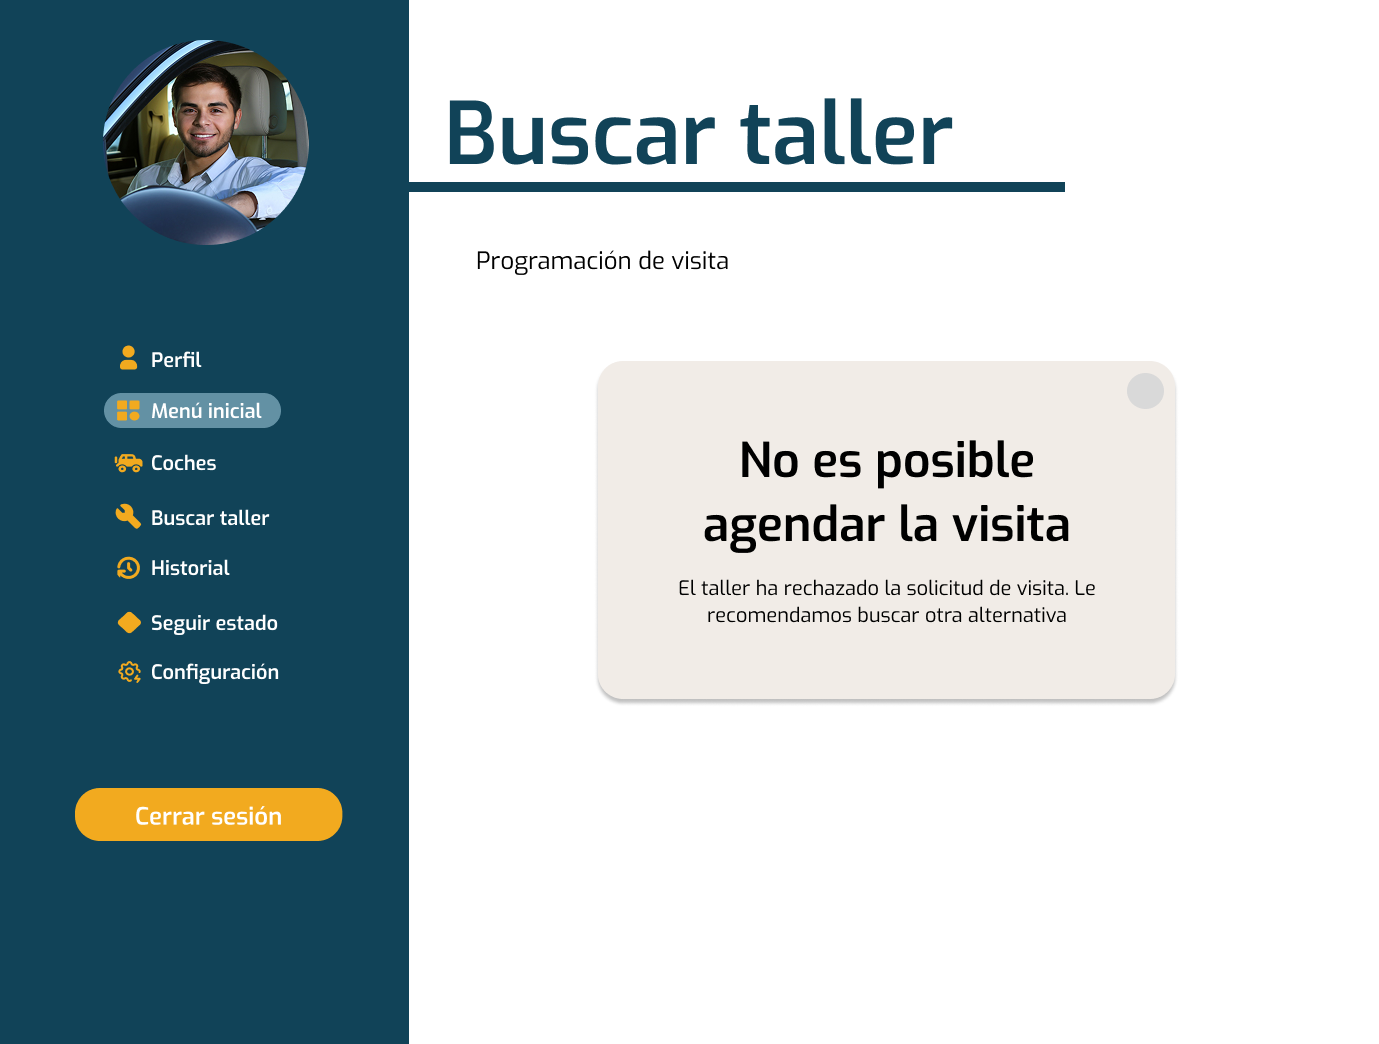 Buscar taller
Programación de visita
Perfil
Menú inicial
Coches
Buscar taller
Historial
Seguir estado
Configuración
Cerrar sesión
No es posible
agendar la visita
El taller ha rechazado la solicitud de visita. Le
recomendamos buscar otra alternativa